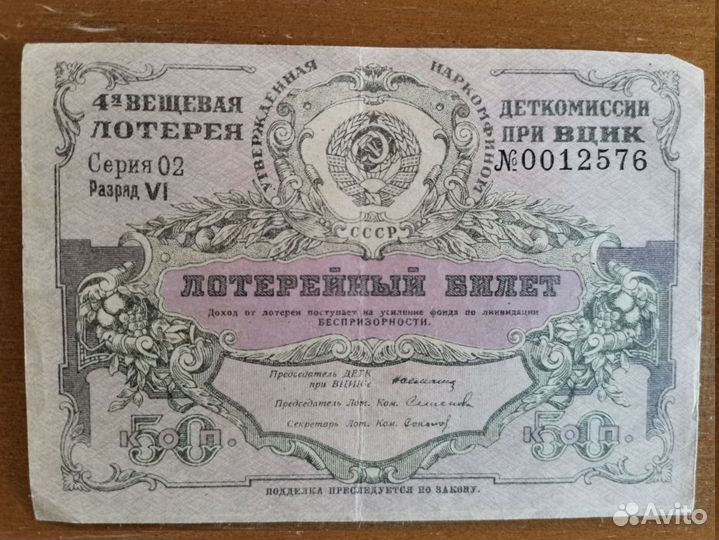 4я ВЕЩЕВАЯ
ЛОТЕРЕЯ
Серия 02
Разряд VI
УТВЕРЖДЕННАЯ НАРКОМФИНОМ
СССР
ДЕТКОМИССИИ
ПРИ ВЦИК
№0012576
ЛОТЕРЕЙНЫЙ БИЛЕТ
Доход от лотереи поступает на усиление фонда по ликвидации
БЕСПРИЗОРНОСТИ.
Председатель ДЕТК
при ВЦИК'е
Председатель Лот. Ком.
Секретарь Лот. Ком.
50 КОП. 50 КОП.
ПОДДЕЛКА ПРЕСЛЕДУЕТСЯ ПО ЗАКОНУ.
Avito